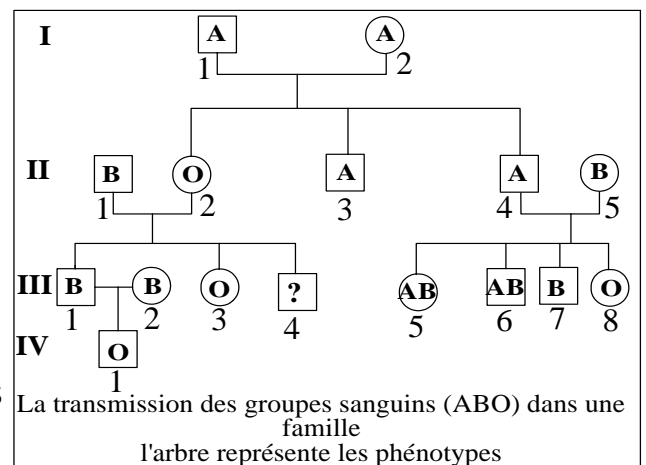 I
A
A
1
2
II
B
O
A
A
B
1
2
3
4
5
III
B
B
O
?
AB
AB
B
O
1
2
3
4
5
6
7
8
IV
O
1
La transmission des groupes sanguins (ABO) dans une
famille
l'arbre représente les phénotypes